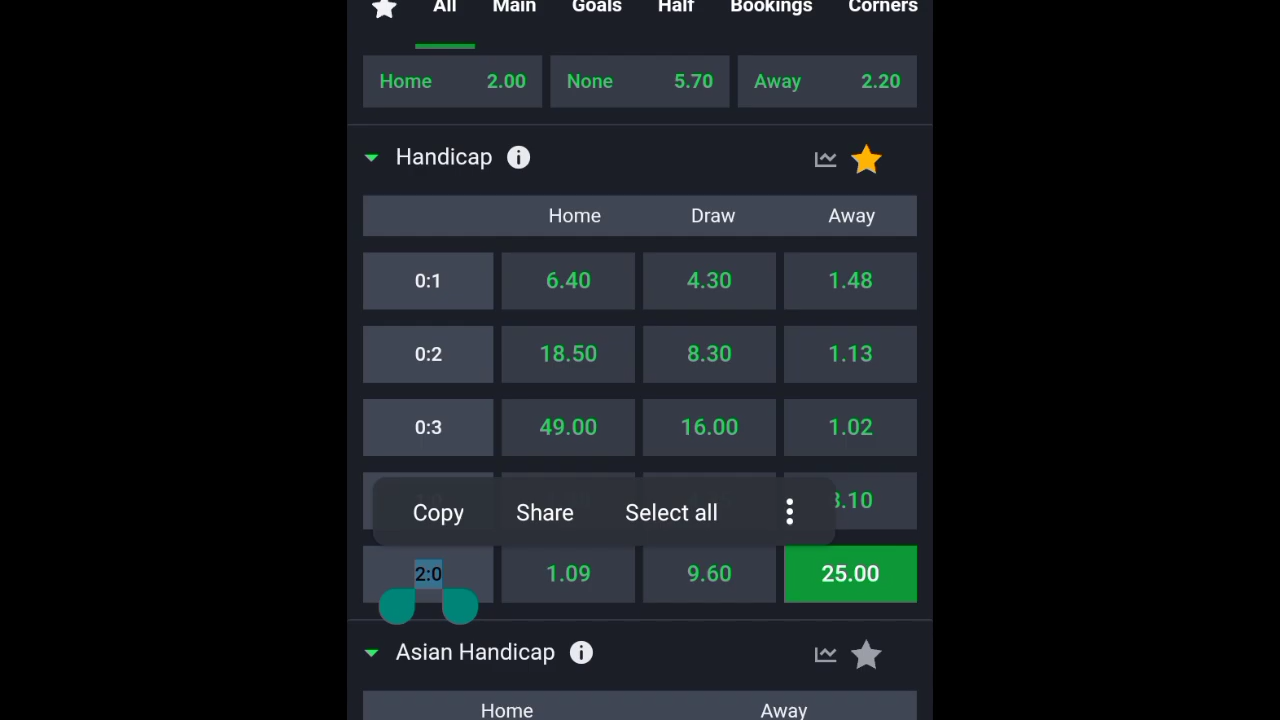 All Main Goals Half Bookings Corners
Home 2.00 None 5.70 Away 2.20
Handicap
Home Draw Away
0:1 6.40 4.30 1.48
0:2 18.50 8.30 1.13
0:3 49.00 16.00 1.02
Copy Share Select all
2:0 1.09 9.60 25.00
Asian Handicap
Home Away